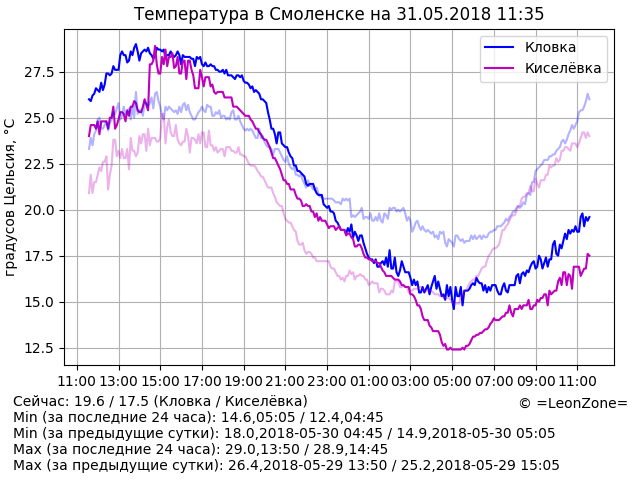 Температура в Смоленске на 31.05.2018 11:35
Кловка
Киселёвка
градусов Цельсия, °C
27.5
25.0
22.5
20.0
17.5
15.0
12.5
11:00 13:00 15:00 17:00 19:00 21:00 23:00 01:00 03:00 05:00 07:00 09:00 11:00
Сейчас: 19.6 / 17.5 (Кловка / Киселёвка)
© =LeonZone=
Min (за последние 24 часа): 14.6,05:05 / 12.4,04:45
Min (за предыдущие сутки): 18.0,2018-05-30 04:45 / 14.9,2018-05-30 05:05
Max (за последние 24 часа): 29.0,13:50 / 28.9,14:45
Max (за предыдущие сутки): 26.4,2018-05-29 13:50 / 25.2,2018-05-29 15:05